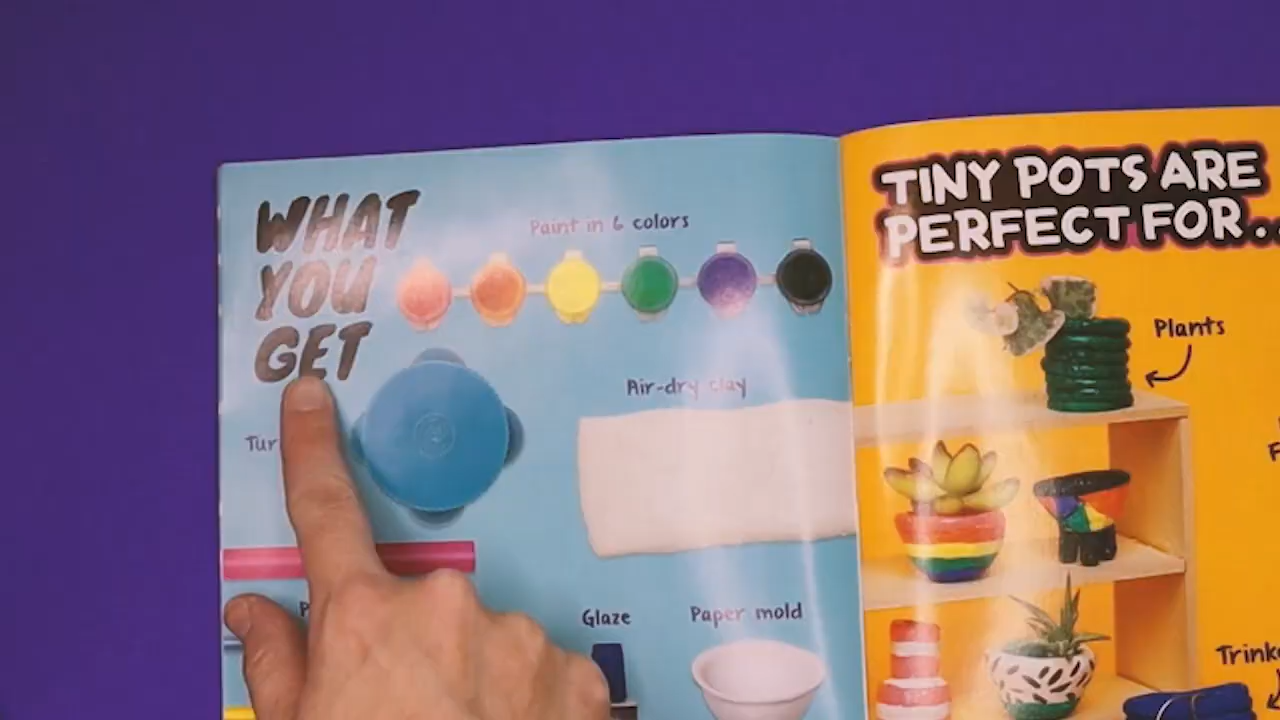 WHAT
YOU
GET
Paint in 6 colors
Air-dry clay
Glaze
Paper mold
TINY POTS ARE
PERFECT FOR...
Plants